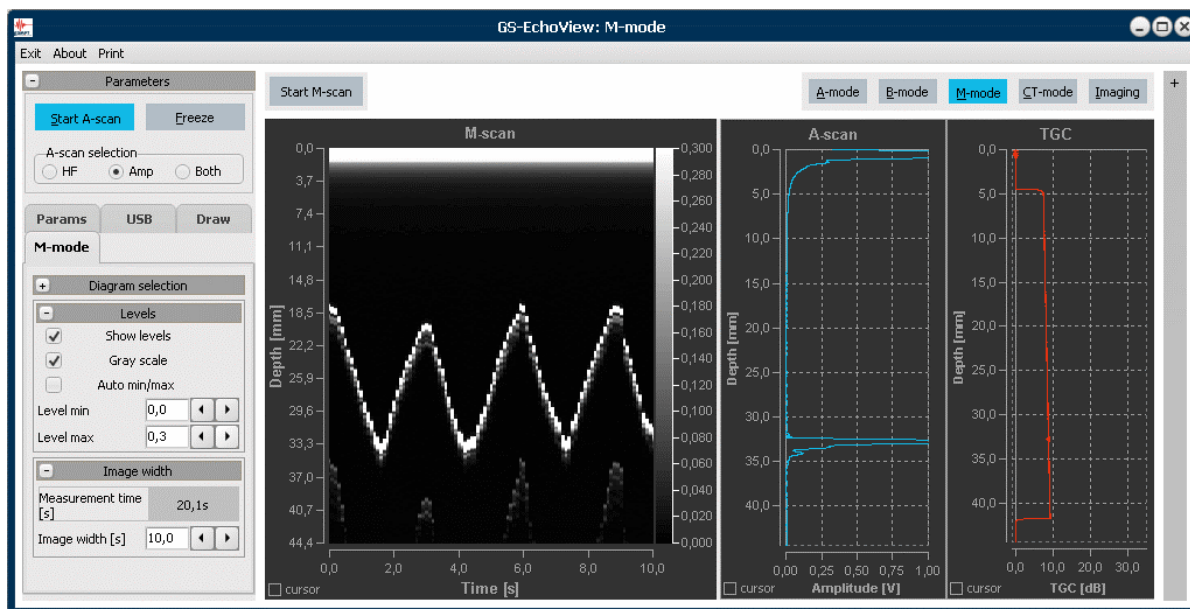 GS-EchoView: M-mode
Exit About Print
Parameters
Start A-scan Freeze
A-scan selection
HF Amp Both
Params USB Draw
M-mode
Diagram selection
Levels
Show levels
Gray scale
Auto min/max
Level min 0,0
Level max 0,3
Image width
Measurement time [s] 20,1s
Image width [s] 10,0
Start M-scan
A-mode B-mode M-mode CT-mode Imaging
+
M-scan
Depth [mm]
0,0
3,7
7,4
11,1
14,8
18,5
22,2
25,9
29,6
33,3
37,0
40,7
44,4
0,0 2,0 4,0 6,0 8,0 10,0
Time [s]
cursor
0,300
0,280
0,260
0,240
0,220
0,200
0,180
0,160
0,140
0,120
0,100
0,080
0,060
0,040
0,020
0,000
A-scan
Depth [mm]
0,0
5,0
10,0
20,0
30,0
35,0
40,0
0,00 0,25 0,50 0,75 1,00
Amplitude [V]
cursor
TGC
Depth [mm]
0,0
5,0
10,0
20,0
30,0
35,0
40,0
0,0 10,0 20,0 30,0
TGC [dB]
cursor